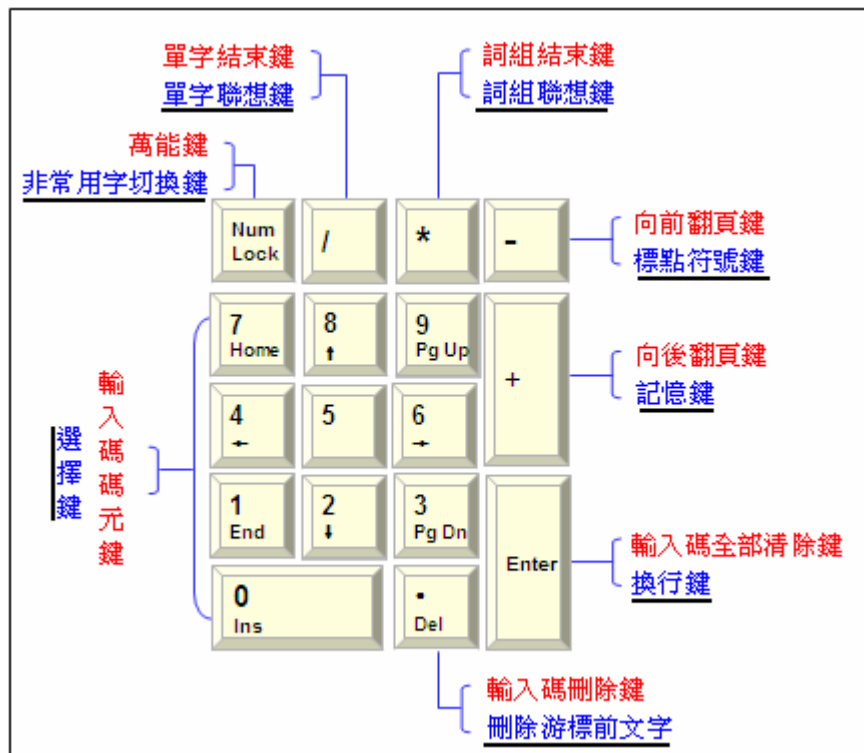 單字結束鍵
單字聯想鍵
詞組結束鍵
詞組聯想鍵
萬能鍵
非常用字切換鍵
Num
Lock
/
*
-
向前翻頁鍵
標點符號鍵
7
Home
8
↑
9
Pg Up
+
向後翻頁鍵
記憶鍵
輸入碼碼元鍵
選擇鍵
4
←
5
6
→
1
End
2
↓
3
Pg Dn
Enter
輸入碼全部清除鍵
換行鍵
0
Ins
.
Del
輸入碼刪除鍵
刪除游標前文字